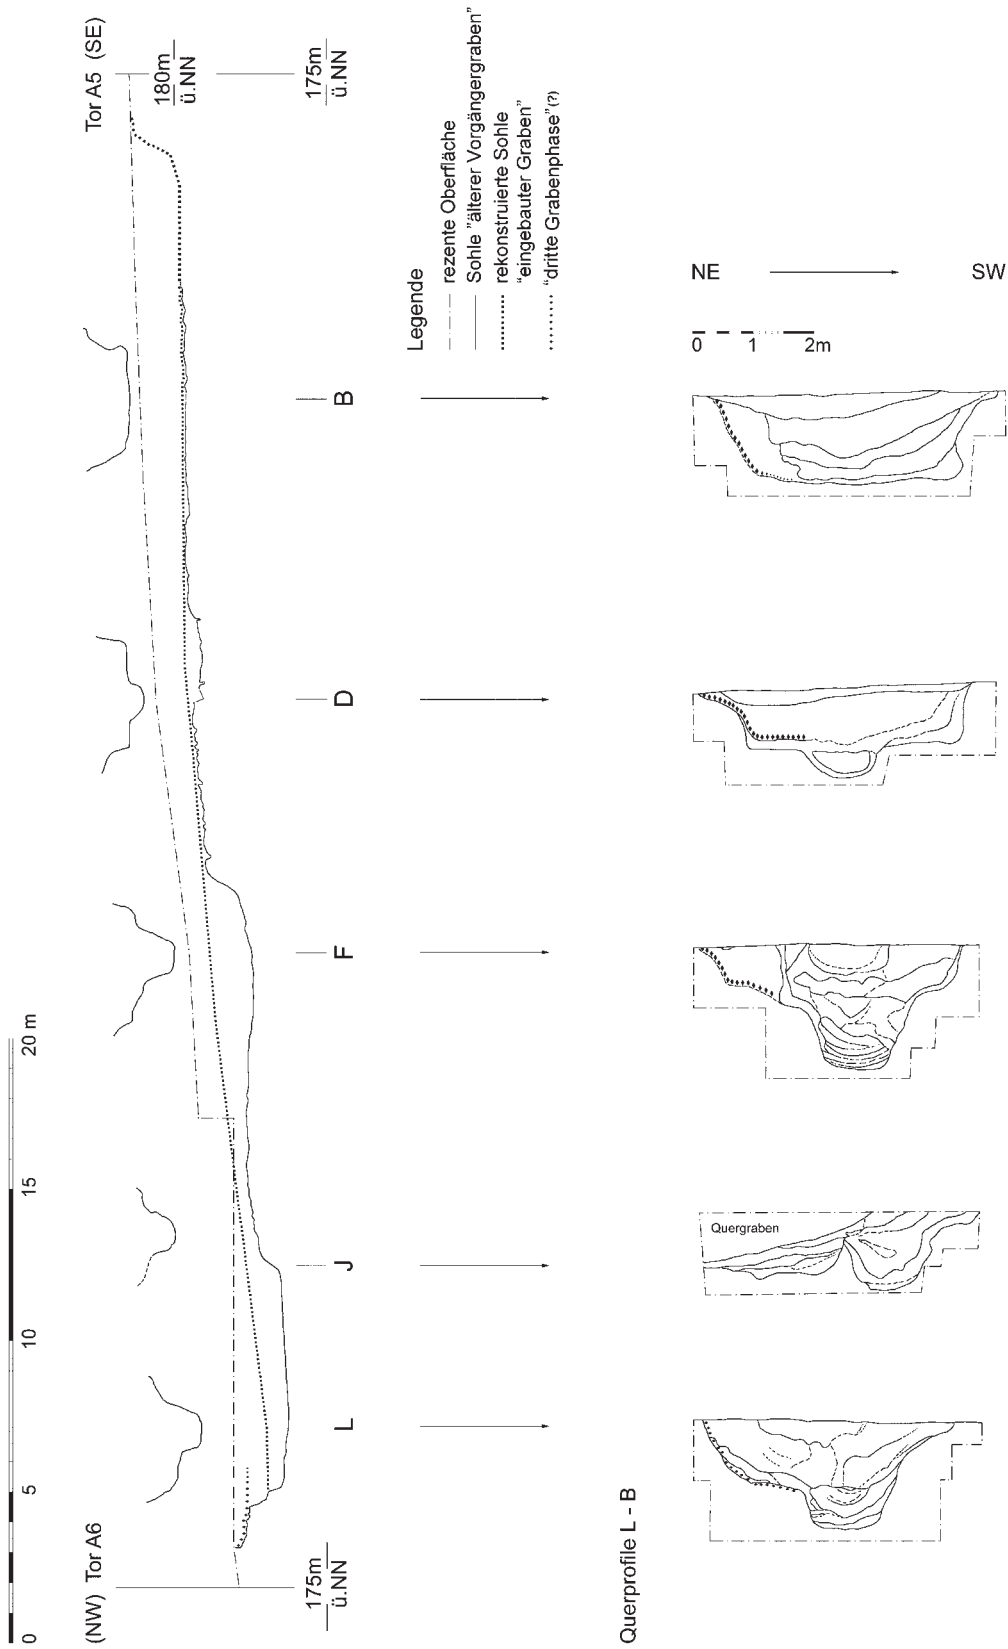 (NW) Tor A6
Tor A5 (SE)
180m
ü.NN
175m
ü.NN
175m
ü.NN
0
5
10
15
20 m
L
J
F
D
B
Legende
rezente Oberfläche
Sohle "älterer Vorgängergraben"
rekonstruierte Sohle
"eingebauter Graben"
"dritte Grabenphase"(?)
Querprofile L - B
NE
SW
0 1 2m
Quergraben